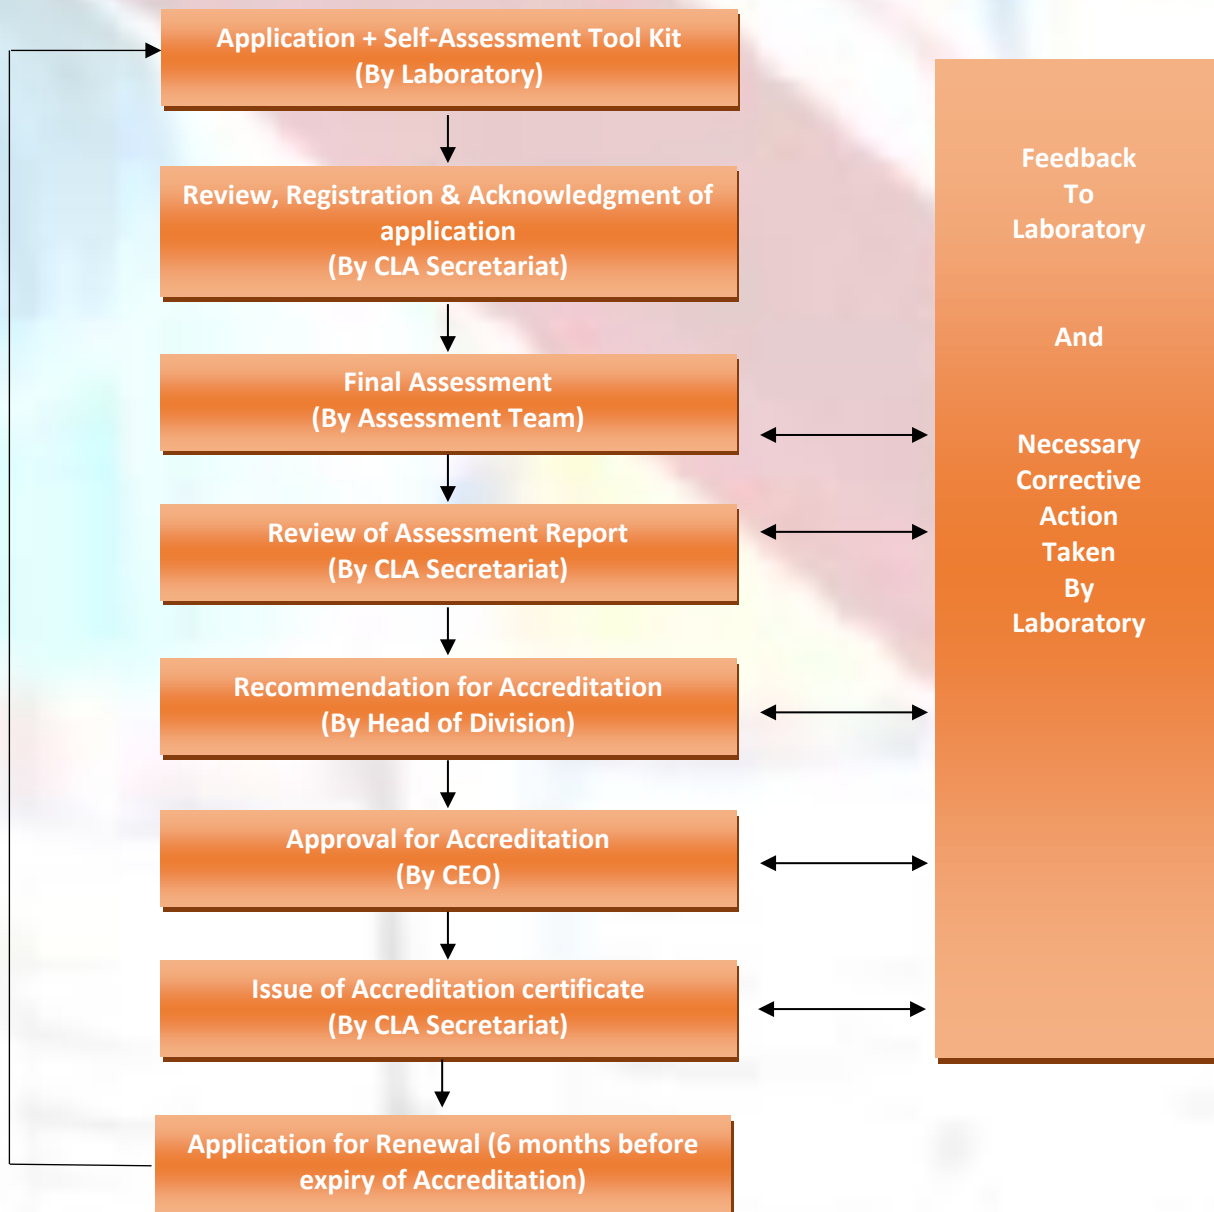 Application + Self-Assessment Tool Kit
(By Laboratory)
Review, Registration & Acknowledgment of
application
(By CLA Secretariat)
Final Assessment
(By Assessment Team)
Review of Assessment Report
(By CLA Secretariat)
Recommendation for Accreditation
(By Head of Division)
Approval for Accreditation
(By CEO)
Issue of Accreditation certificate
(By CLA Secretariat)
Application for Renewal (6 months before
expiry of Accreditation)
Feedback
To
Laboratory
And
Necessary
Corrective
Action
Taken
By
Laboratory